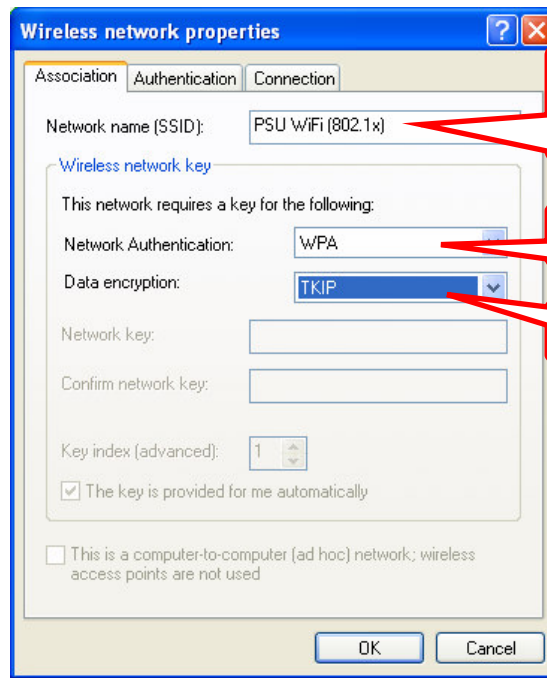 Wireless network properties
Association Authentication Connection
Network name (SSID): PSU WiFi (802.1x)
Wireless network key
This network requires a key for the following:
Network Authentication: WPA
Data encryption: TKIP
Network key:
Confirm network key:
Key index (advanced): 1
The key is provided for me automatically
This is a computer-to-computer (ad hoc) network; wireless
access points are not used
OK Cancel